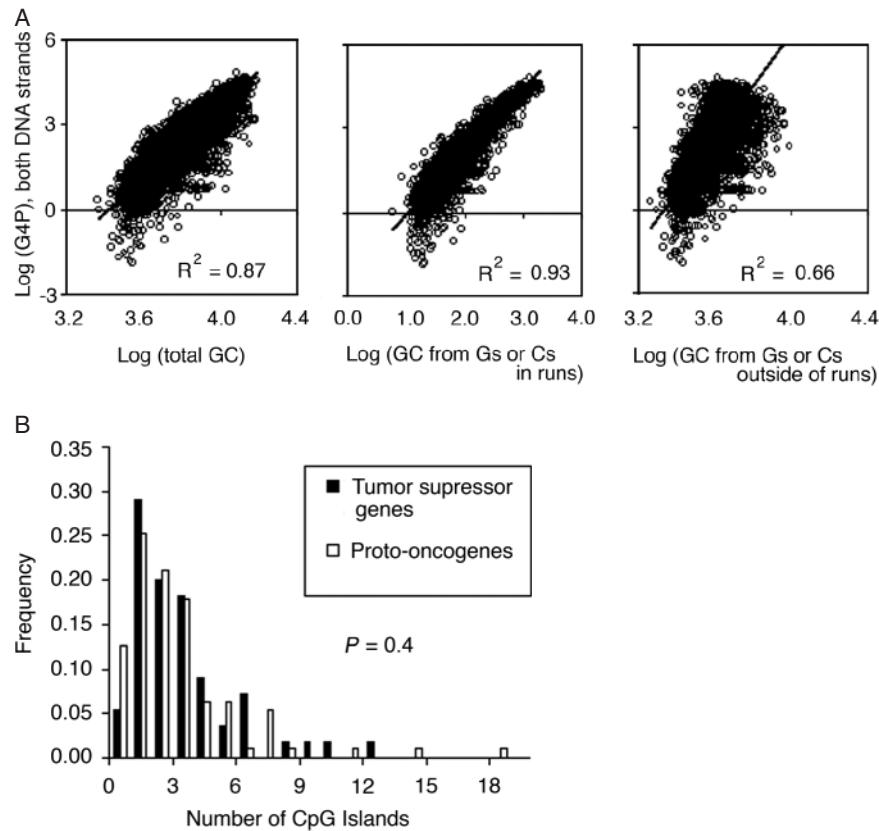 A
Log (G4P), both DNA strands
6
3
0
-3
R² = 0.87
3.2 3.6 4.0 4.4
Log (total GC)
R² = 0.93
0.0 1.0 2.0 3.0 4.0
Log (GC from Gs or Cs
in runs)
R² = 0.66
3.2 3.6 4.0 4.4
Log (GC from Gs or Cs
outside of runs)
B
Frequency
0.35
0.30
0.25
0.20
0.15
0.10
0.05
0.00
Tumor supressor
genes
Proto-oncogenes
P = 0.4
0 3 6 9 12 15 18
Number of CpG Islands